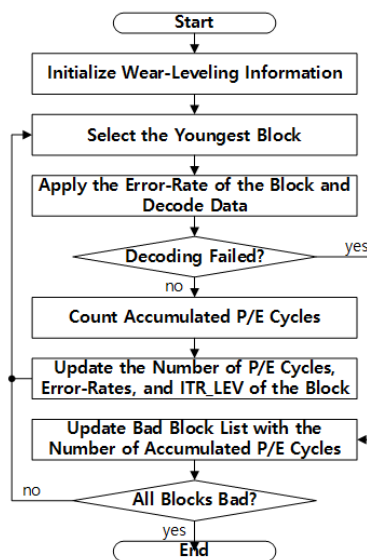 Start
Initialize Wear-Leveling Information
Select the Youngest Block
Apply the Error-Rate of the Block and
Decode Data
Decoding Failed?
yes
no
Count Accumulated P/E Cycles
Update the Number of P/E Cycles,
Error-Rates, and ITR_LEV of the Block
Update Bad Block List with the
Number of Accumulated P/E Cycles
no
All Blocks Bad?
yes
End